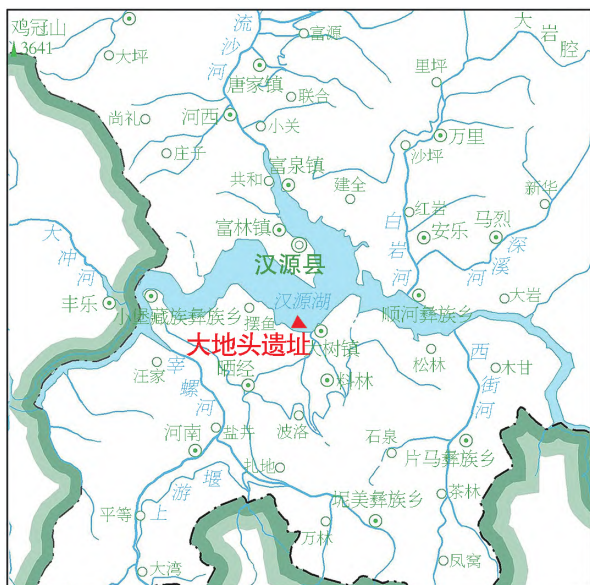 鸡冠山
3641
大坪
流沙河
富源
大岩腔
里坪
唐家镇
联合
尚礼
河西
小关
万里
庄子
沙坪
富泉镇
共和
建全
新华
红岩
马烈
富林镇
白岩河
安乐
深溪河
大冲河
汉源县
丰乐
小堡藏族彝族乡
汉源湖
摆鱼
顺河彝族乡
大岩
大地头遗址
大树镇
汪家
宰骡河
晒经
料林
松林
西街河
木甘
河南
盐井
波洛
石泉
片马彝族乡
扎地
平等
上游堰
坭美彝族乡
万林
茶林
大湾
凤窝